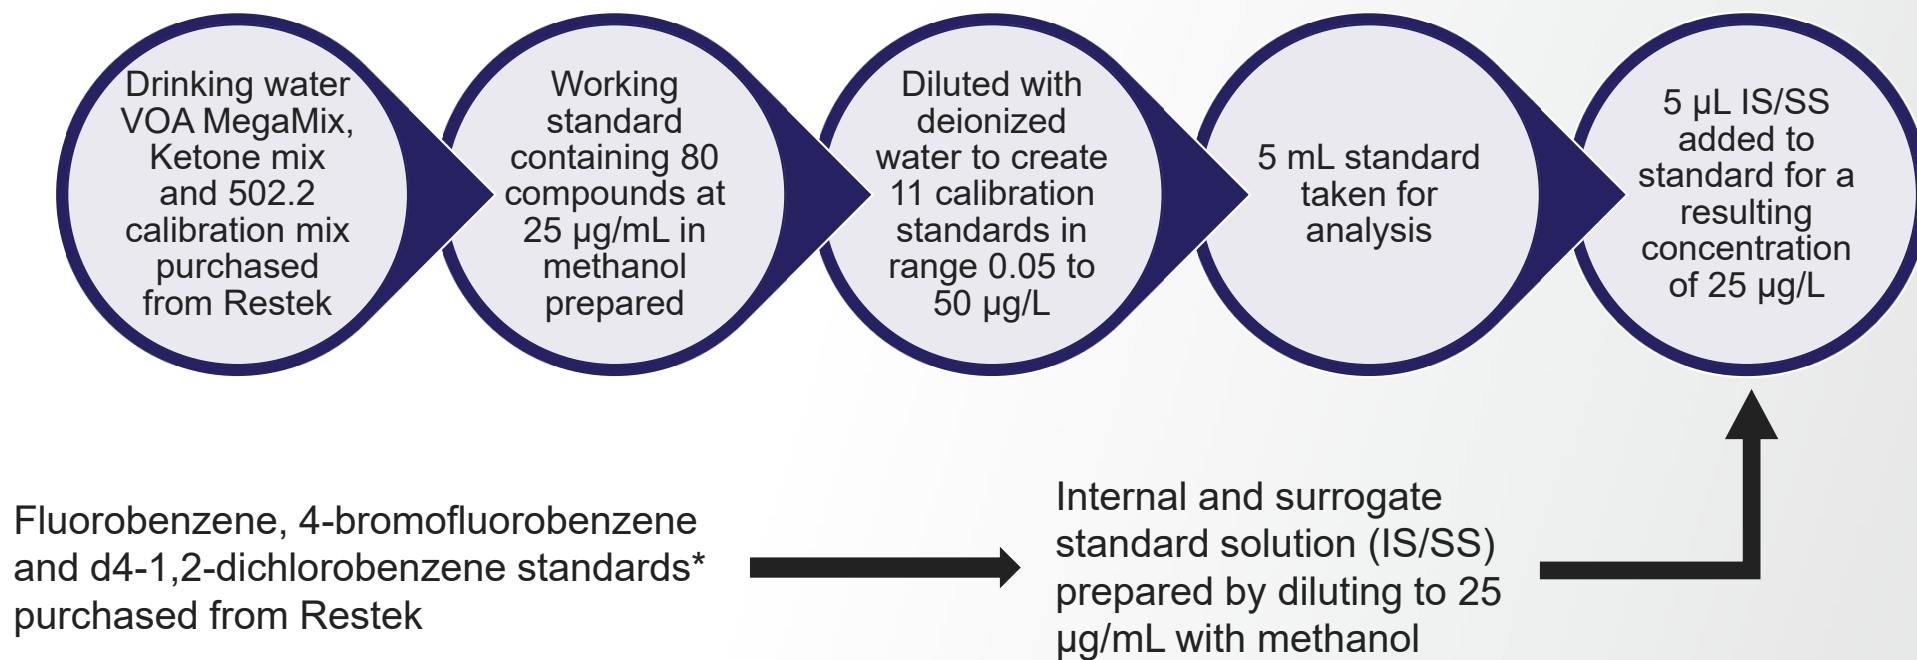 Drinking water
VOA MegaMix,
Ketone mix
and 502.2
calibration mix
purchased
from Restek
Working
standard
containing 80
compounds at
25 µg/mL in
methanol
prepared
Diluted with
deionized
water to create
11 calibration
standards in
range 0.05 to
50 µg/L
5 mL standard
taken for
analysis
5 µL IS/SS
added to
standard for a
resulting
concentration
of 25 µg/L
Fluorobenzene, 4-bromofluorobenzene
and d4-1,2-dichlorobenzene standards*
purchased from Restek
Internal and surrogate
standard solution (IS/SS)
prepared by diluting to 25
µg/mL with methanol